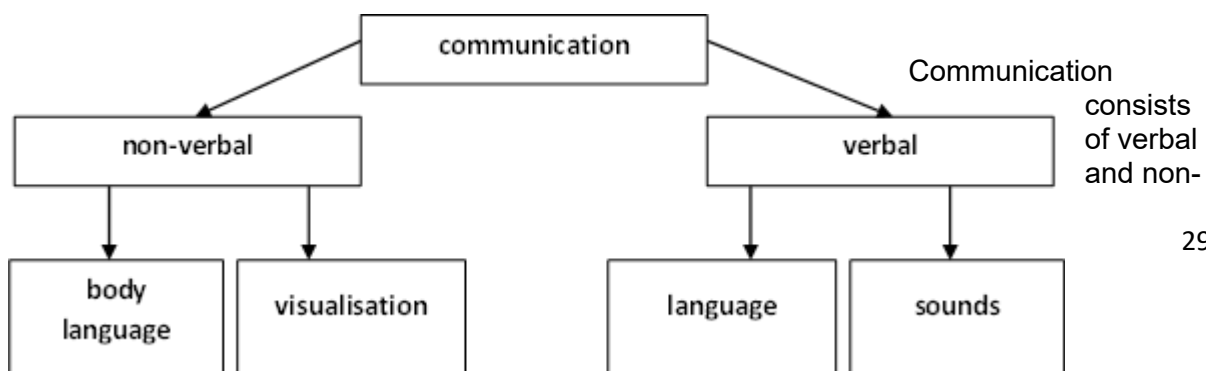 communication
Communication
consists
of verbal
and non-
non-verbal
verbal
29
body
language
visualisation
language
sounds